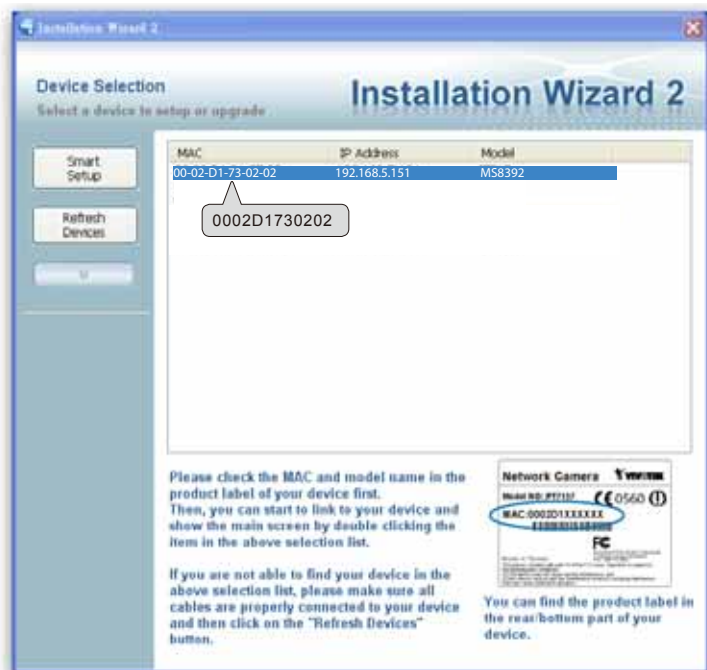 Installation Wizard 2
Device Selection
Select a device to setup or upgrade
Installation Wizard 2
Smart
Setup
Refresh
Devices
MAC IP Address Model
00-02-D1-73-02-02 192.168.5.151 MS8392
0002D1730202
Please check the MAC and model name in the
product label of your device first.
Then, you can start to link to your device and
show the main screen by double clicking the
item in the above selection list.
If you are not able to find your device in the
above selection list, please make sure all
cables are properly connected to your device
and then click on the "Refresh Devices"
button.
Network Camera VIVOTEK
MAC:0002D1XXXXXX
0560
FC
You can find the product label in
the rear/bottom part of your
device.